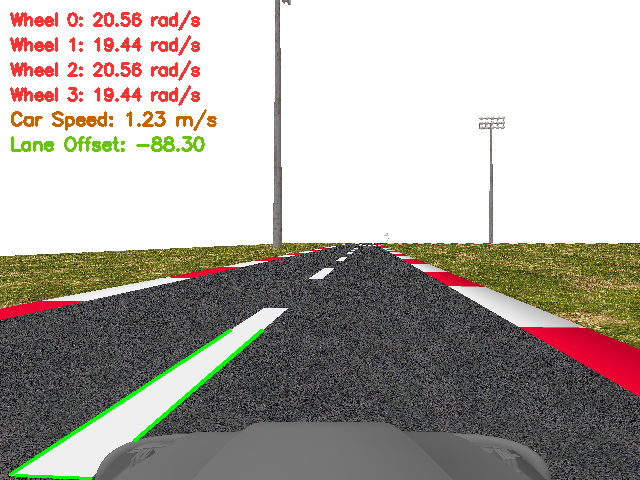 Wheel 0: 20.56 rad/s
Wheel 1: 19.44 rad/s
Wheel 2: 20.56 rad/s
Wheel 3: 19.44 rad/s
Car Speed: 1.23 m/s
Lane Offset: -88.30